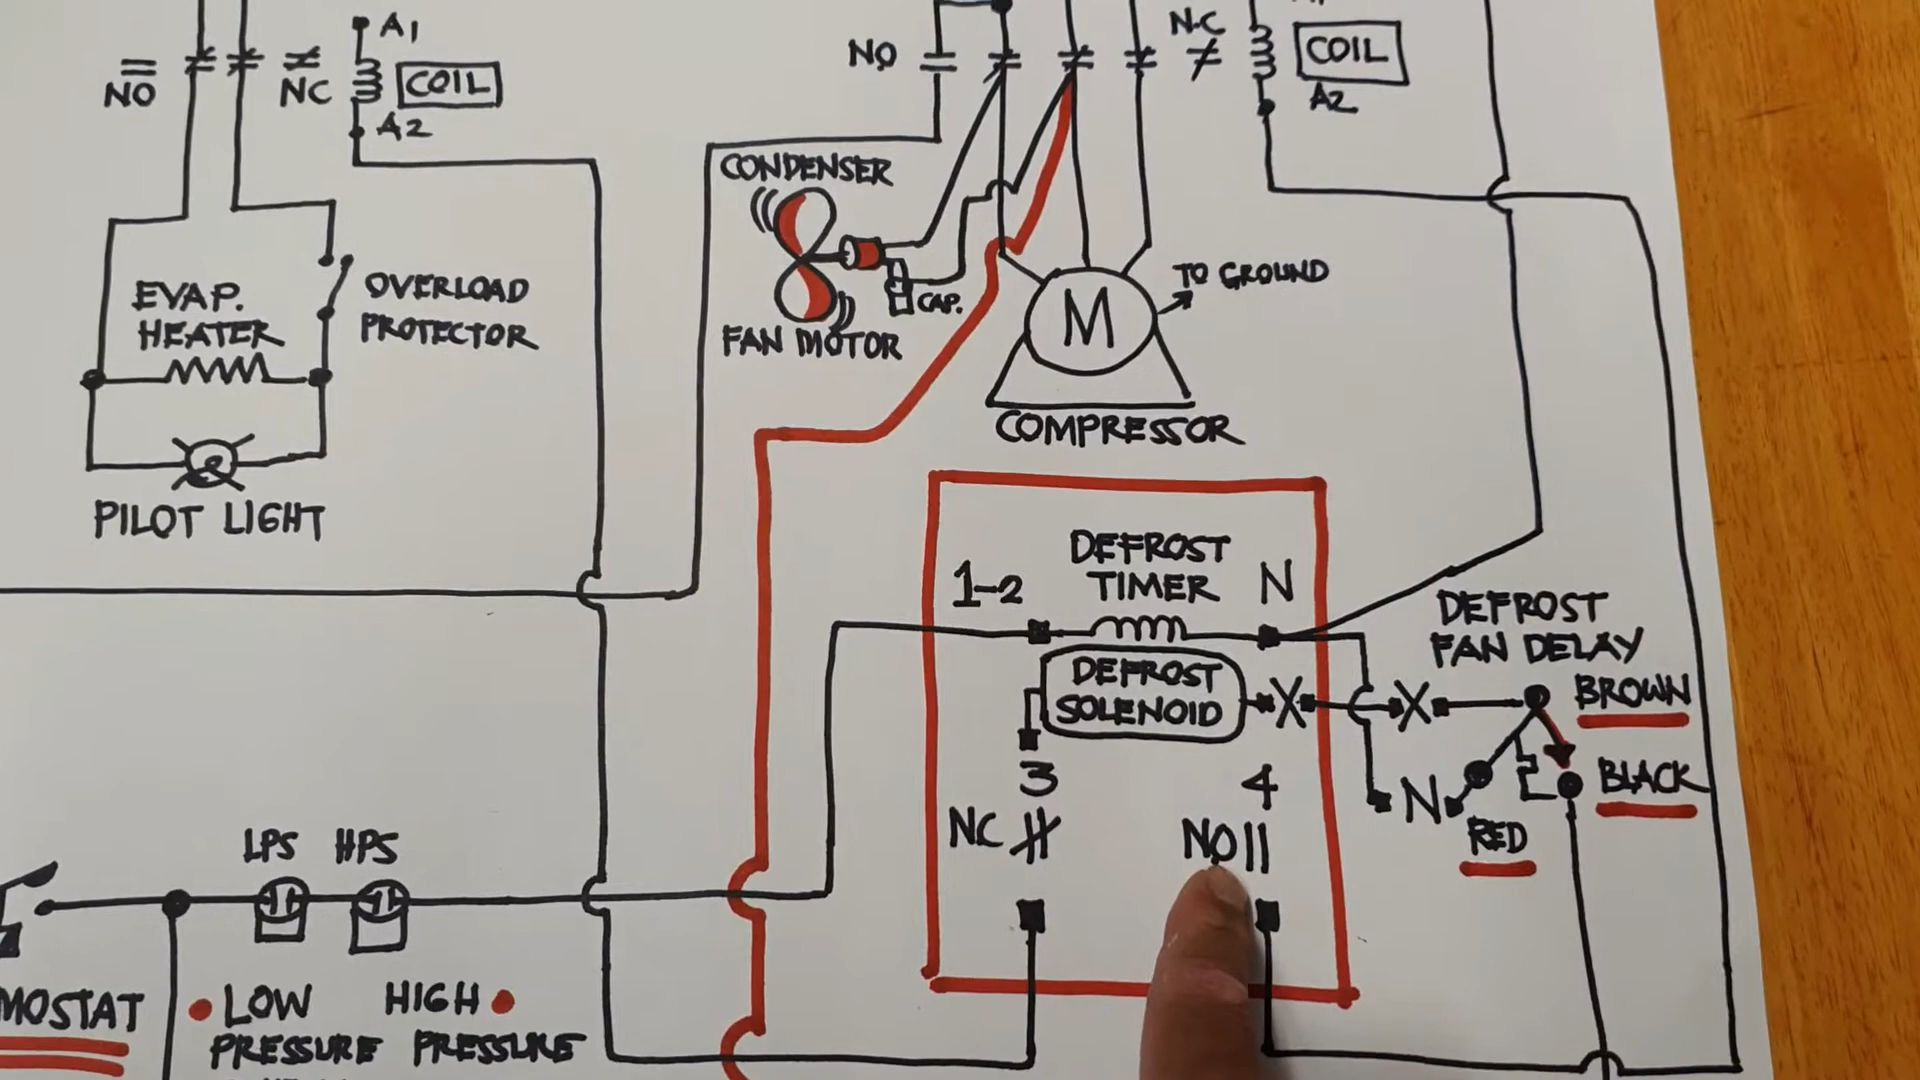 A1
NO
NC
COIL
A2
NO
N.C
COIL
A2
CONDENSER
FAN MOTOR
CAP.
TO GROUND
M
COMPRESSOR
EVAP.
HEATER
OVERLOAD
PROTECTOR
PILOT LIGHT
DEFROST
TIMER
1-2
N
DEFROST
SOLENOID
X
X
DEFROST
FAN DELAY
BROWN
BLACK
N
RED
3
NC
4
NO
LPS HPS
MOSTAT
LOW
PRESSURE
HIGH
PRESSURE